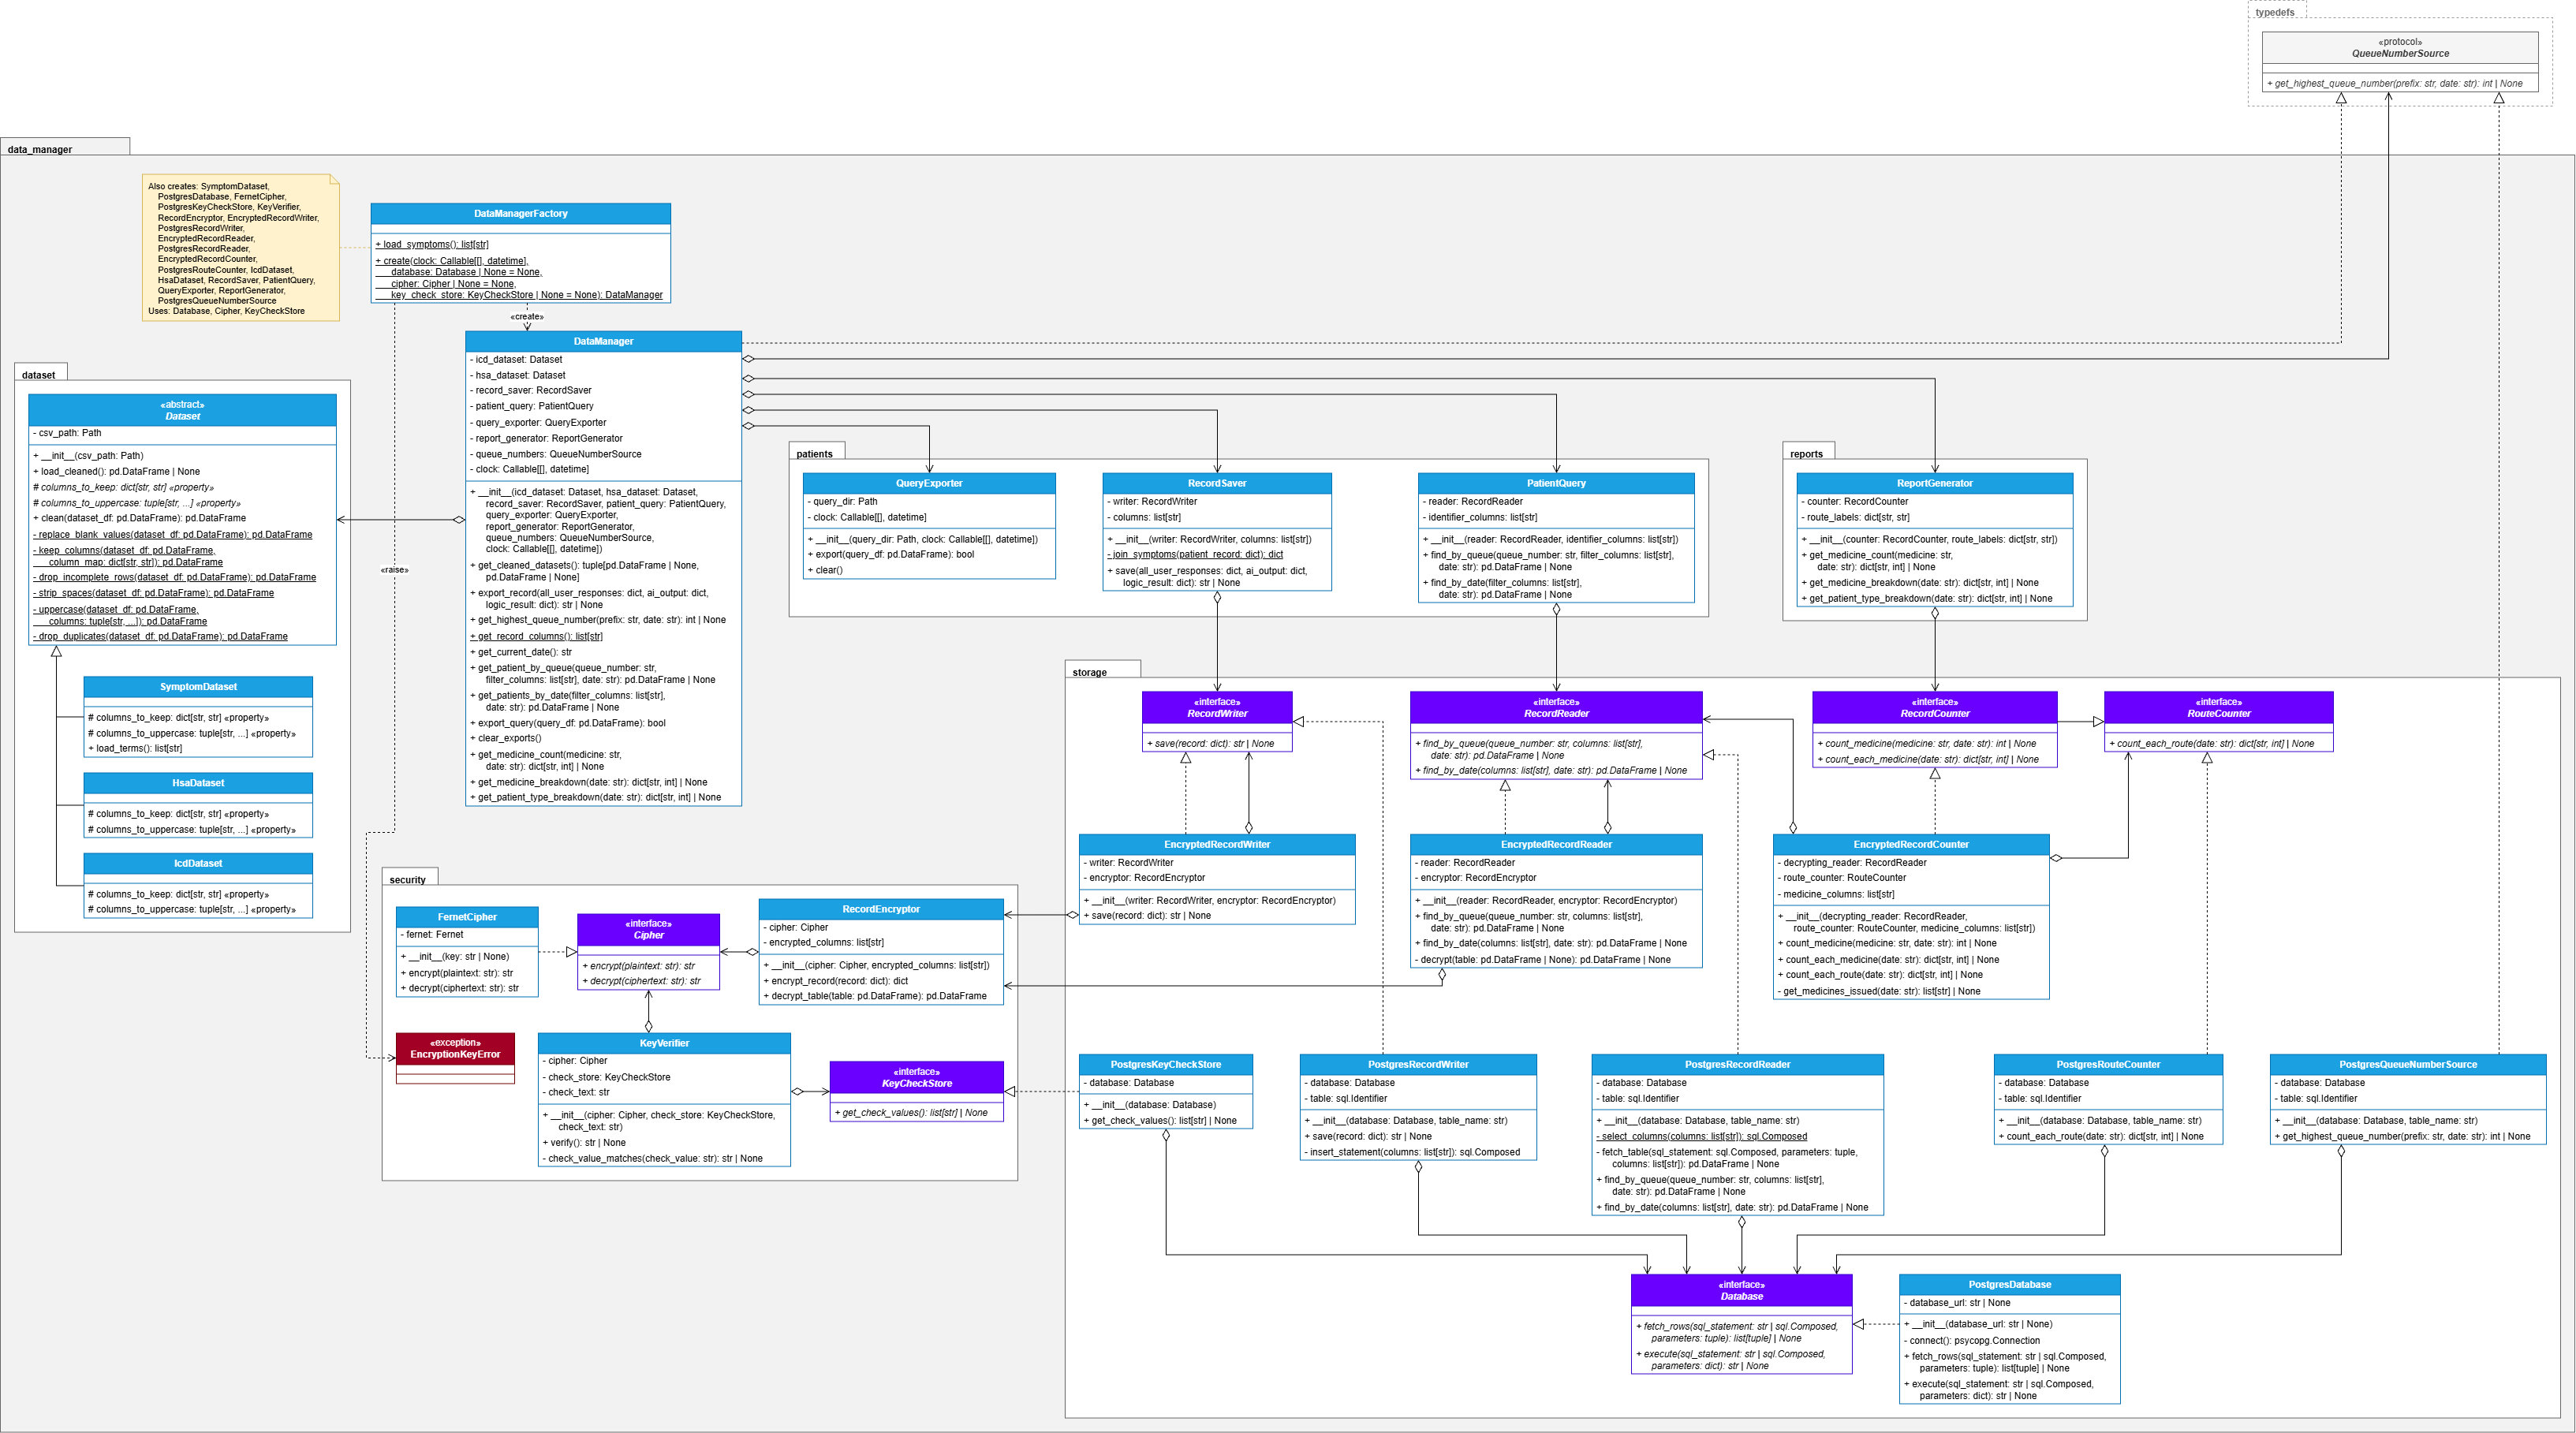 typedefs
«protocol»
QueueNumberSource
+ get_highest_queue_number(prefix: str, date: str): int | None
data_manager
Also creates: SymptomDataset,
PostgresDatabase, FernetCipher,
PostgresKeyCheckStore, KeyVerifier,
RecordEncryptor, EncryptedRecordWriter,
PostgresRecordWriter,
EncryptedRecordReader,
PostgresRecordReader,
EncryptedRecordCounter,
PostgresRouteCounter, IcdDataset,
HsaDataset, RecordSaver, PatientQuery,
QueryExporter, ReportGenerator,
PostgresQueueNumberSource
Uses: Database, Cipher, KeyCheckStore
DataManagerFactory
+ load_symptoms(): list[str]
+ create(clock: Callable[[], datetime],
database: Database | None = None,
cipher: Cipher | None = None,
key_check_store: KeyCheckStore | None = None): DataManager
«create»
«raise»
DataManager
- icd_dataset: Dataset
- hsa_dataset: Dataset
- record_saver: RecordSaver
- patient_query: PatientQuery
- query_exporter: QueryExporter
- report_generator: ReportGenerator
- queue_numbers: QueueNumberSource
- clock: Callable[[], datetime]
+ __init__(icd_dataset: Dataset, hsa_dataset: Dataset,
record_saver: RecordSaver, patient_query: PatientQuery,
query_exporter: QueryExporter,
report_generator: ReportGenerator,
queue_numbers: QueueNumberSource,
clock: Callable[[], datetime])
+ get_cleaned_datasets(): tuple[pd.DataFrame | None,
pd.DataFrame | None]
+ export_record(all_user_responses: dict, ai_output: dict,
logic_result: dict): str | None
+ get_highest_queue_number(prefix: str, date: str): int | None
+ get_record_columns(): list[str]
+ get_current_date(): str
+ get_patient_by_queue(queue_number: str,
filter_columns: list[str], date: str): pd.DataFrame | None
+ get_patients_by_date(filter_columns: list[str],
date: str): pd.DataFrame | None
+ export_query(query_df: pd.DataFrame): bool
+ clear_exports()
+ get_medicine_count(medicine: str,
date: str): dict[str, int] | None
+ get_medicine_breakdown(date: str): dict[str, int] | None
+ get_patient_type_breakdown(date: str): dict[str, int] | None
dataset
«abstract»
Dataset
- csv_path: Path
+ __init__(csv_path: Path)
+ load_cleaned(): pd.DataFrame | None
# columns_to_keep: dict[str, str] «property»
# columns_to_uppercase: tuple[str, ...] «property»
+ clean(dataset_df: pd.DataFrame): pd.DataFrame
- replace_blank_values(dataset_df: pd.DataFrame): pd.DataFrame
- keep_columns(dataset_df: pd.DataFrame,
column_map: dict[str, str]): pd.DataFrame
- drop_incomplete_rows(dataset_df: pd.DataFrame): pd.DataFrame
- strip_spaces(dataset_df: pd.DataFrame): pd.DataFrame
- uppercase(dataset_df: pd.DataFrame,
columns: tuple[str, ...]): pd.DataFrame
- drop_duplicates(dataset_df: pd.DataFrame): pd.DataFrame
SymptomDataset
# columns_to_keep: dict[str, str] «property»
# columns_to_uppercase: tuple[str, ...] «property»
+ load_terms(): list[str]
HsaDataset
# columns_to_keep: dict[str, str] «property»
# columns_to_uppercase: tuple[str, ...] «property»
IcdDataset
# columns_to_keep: dict[str, str] «property»
# columns_to_uppercase: tuple[str, ...] «property»
patients
QueryExporter
- query_dir: Path
- clock: Callable[[], datetime]
+ __init__(query_dir: Path, clock: Callable[[], datetime])
+ export(query_df: pd.DataFrame): bool
+ clear()
RecordSaver
- writer: RecordWriter
- columns: list[str]
+ __init__(writer: RecordWriter, columns: list[str])
- join_symptoms(patient_record: dict): dict
+ save(all_user_responses: dict, ai_output: dict,
logic_result: dict): str | None
PatientQuery
- reader: RecordReader
- identifier_columns: list[str]
+ __init__(reader: RecordReader, identifier_columns: list[str])
+ find_by_queue(queue_number: str, filter_columns: list[str],
date: str): pd.DataFrame | None
+ find_by_date(filter_columns: list[str],
date: str): pd.DataFrame | None
reports
ReportGenerator
- counter: RecordCounter
- route_labels: dict[str, str]
+ __init__(counter: RecordCounter, route_labels: dict[str, str])
+ get_medicine_count(medicine: str,
date: str): dict[str, int] | None
+ get_medicine_breakdown(date: str): dict[str, int] | None
+ get_patient_type_breakdown(date: str): dict[str, int] | None
storage
«interface»
RecordWriter
+ save(record: dict): str | None
«interface»
RecordReader
+ find_by_queue(queue_number: str, columns: list[str],
date: str): pd.DataFrame | None
+ find_by_date(columns: list[str], date: str): pd.DataFrame | None
«interface»
RecordCounter
+ count_medicine(medicine: str, date: str): int | None
+ count_each_medicine(date: str): dict[str, int] | None
«interface»
RouteCounter
+ count_each_route(date: str): dict[str, int] | None
EncryptedRecordWriter
- writer: RecordWriter
- encryptor: RecordEncryptor
+ __init__(writer: RecordWriter, encryptor: RecordEncryptor)
+ save(record: dict): str | None
EncryptedRecordReader
- reader: RecordReader
- encryptor: RecordEncryptor
+ __init__(reader: RecordReader, encryptor: RecordEncryptor)
+ find_by_queue(queue_number: str, columns: list[str],
date: str): pd.DataFrame | None
+ find_by_date(columns: list[str], date: str): pd.DataFrame | None
- decrypt(table: pd.DataFrame | None): pd.DataFrame | None
EncryptedRecordCounter
- decrypting_reader: RecordReader
- route_counter: RouteCounter
- medicine_columns: list[str]
+ __init__(decrypting_reader: RecordReader,
route_counter: RouteCounter, medicine_columns: list[str])
+ count_medicine(medicine: str, date: str): int | None
+ count_each_medicine(date: str): dict[str, int] | None
+ count_each_route(date: str): dict[str, int] | None
- get_medicines_issued(date: str): list[str] | None
security
FernetCipher
- fernet: Fernet
+ __init__(key: str | None)
+ encrypt(plaintext: str): str
+ decrypt(ciphertext: str): str
«interface»
Cipher
+ encrypt(plaintext: str): str
+ decrypt(ciphertext: str): str
RecordEncryptor
- cipher: Cipher
- encrypted_columns: list[str]
+ __init__(cipher: Cipher, encrypted_columns: list[str])
+ encrypt_record(record: dict): dict
+ decrypt_table(table: pd.DataFrame): pd.DataFrame
«exception»
EncryptionKeyError
KeyVerifier
- cipher: Cipher
- check_store: KeyCheckStore
- check_text: str
+ __init__(cipher: Cipher, check_store: KeyCheckStore,
check_text: str)
+ verify(): str | None
- check_value_matches(check_value: str): str | None
«interface»
KeyCheckStore
+ get_check_values(): list[str] | None
PostgresKeyCheckStore
- database: Database
+ __init__(database: Database)
+ get_check_values(): list[str] | None
PostgresRecordWriter
- database: Database
- table: sql.Identifier
+ __init__(database: Database, table_name: str)
+ save(record: dict): str | None
- insert_statement(columns: list[str]): sql.Composed
PostgresRecordReader
- database: Database
- table: sql.Identifier
+ __init__(database: Database, table_name: str)
- select_columns(columns: list[str]): sql.Composed
- fetch_table(sql_statement: sql.Composed, parameters: tuple,
columns: list[str]): pd.DataFrame | None
+ find_by_queue(queue_number: str, columns: list[str],
date: str): pd.DataFrame | None
+ find_by_date(columns: list[str], date: str): pd.DataFrame | None
PostgresRouteCounter
- database: Database
- table: sql.Identifier
+ __init__(database: Database, table_name: str)
+ count_each_route(date: str): dict[str, int] | None
PostgresQueueNumberSource
- database: Database
- table: sql.Identifier
+ __init__(database: Database, table_name: str)
+ get_highest_queue_number(prefix: str, date: str): int | None
«interface»
Database
+ fetch_rows(sql_statement: str | sql.Composed,
parameters: tuple): list[tuple] | None
+ execute(sql_statement: str | sql.Composed,
parameters: dict): str | None
PostgresDatabase
- database_url: str | None
+ __init__(database_url: str | None)
- connect(): psycopg.Connection
+ fetch_rows(sql_statement: str | sql.Composed,
parameters: tuple): list[tuple] | None
+ execute(sql_statement: str | sql.Composed,
parameters: dict): str | None